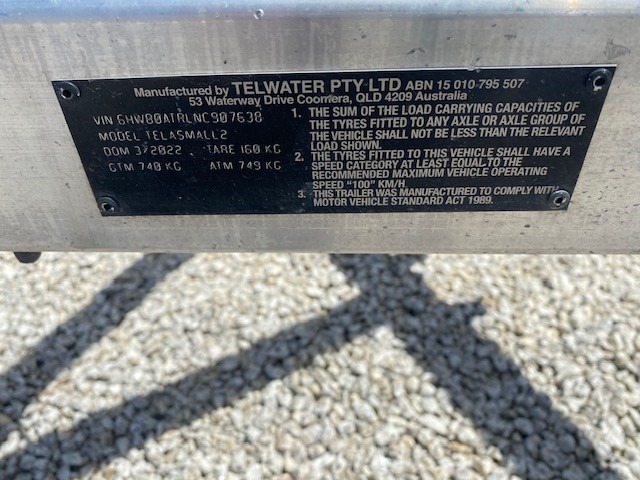 Manufactured by TELWATER PTY LTD ABN 15 010 795 507
53 Waterway Drive Coomera, QLD 4209 Australia
VIN 6HW80ATRLNC907638
MODEL TELASMALL2
DOM 3/2022 TARE 160 KG
GTM 740 KG ATM 749 KG
1. THE SUM OF THE LOAD CARRYING CAPACITIES OF
THE TYRES FITTED TO ANY AXLE OR AXLE GROUP OF
THE VEHICLE SHALL NOT BE LESS THAN THE RELEVANT
LOAD SHOWN.
2. THE TYRES FITTED TO THIS VEHICLE SHALL HAVE A
SPEED CATEGORY AT LEAST EQUAL TO THE
RECOMMENDED MAXIMUM VEHICLE OPERATING
SPEED "100" KM/H.
3. THIS TRAILER WAS MANUFACTURED TO COMPLY WITH
MOTOR VEHICLE STANDARD ACT 1989.